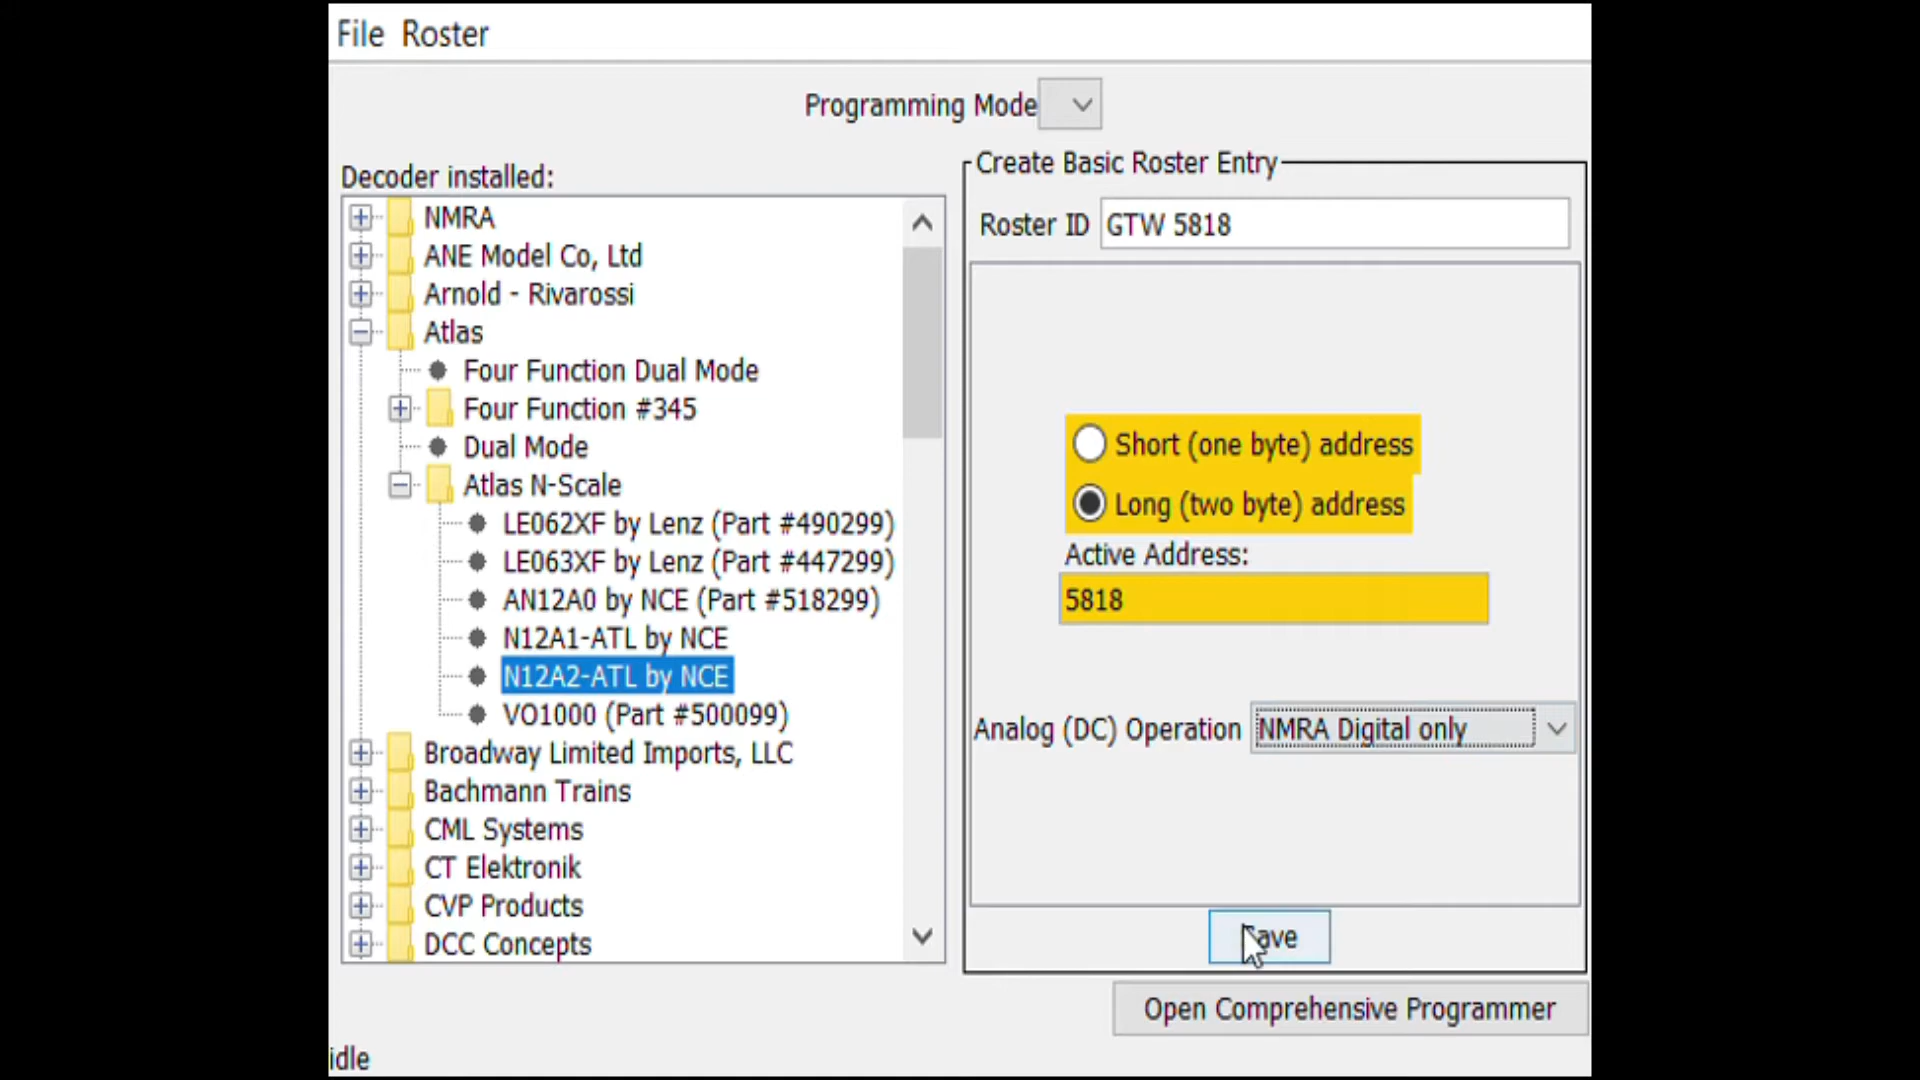 File Roster
Programming Mode
Decoder installed:
NMRA
ANE Model Co, Ltd
Arnold - Rivarossi
Atlas
Four Function Dual Mode
Four Function #345
Dual Mode
Atlas N-Scale
LE062XF by Lenz (Part #490299)
LE063XF by Lenz (Part #447299)
AN12A0 by NCE (Part #518299)
N12A1-ATL by NCE
N12A2-ATL by NCE
VO1000 (Part #500099)
Broadway Limited Imports, LLC
Bachmann Trains
CML Systems
CT Elektronik
CVP Products
DCC Concepts
Create Basic Roster Entry
Roster ID GTW 5818
Short (one byte) address
Long (two byte) address
Active Address:
5818
Analog (DC) Operation NMRA Digital only
Save
Open Comprehensive Programmer
idle